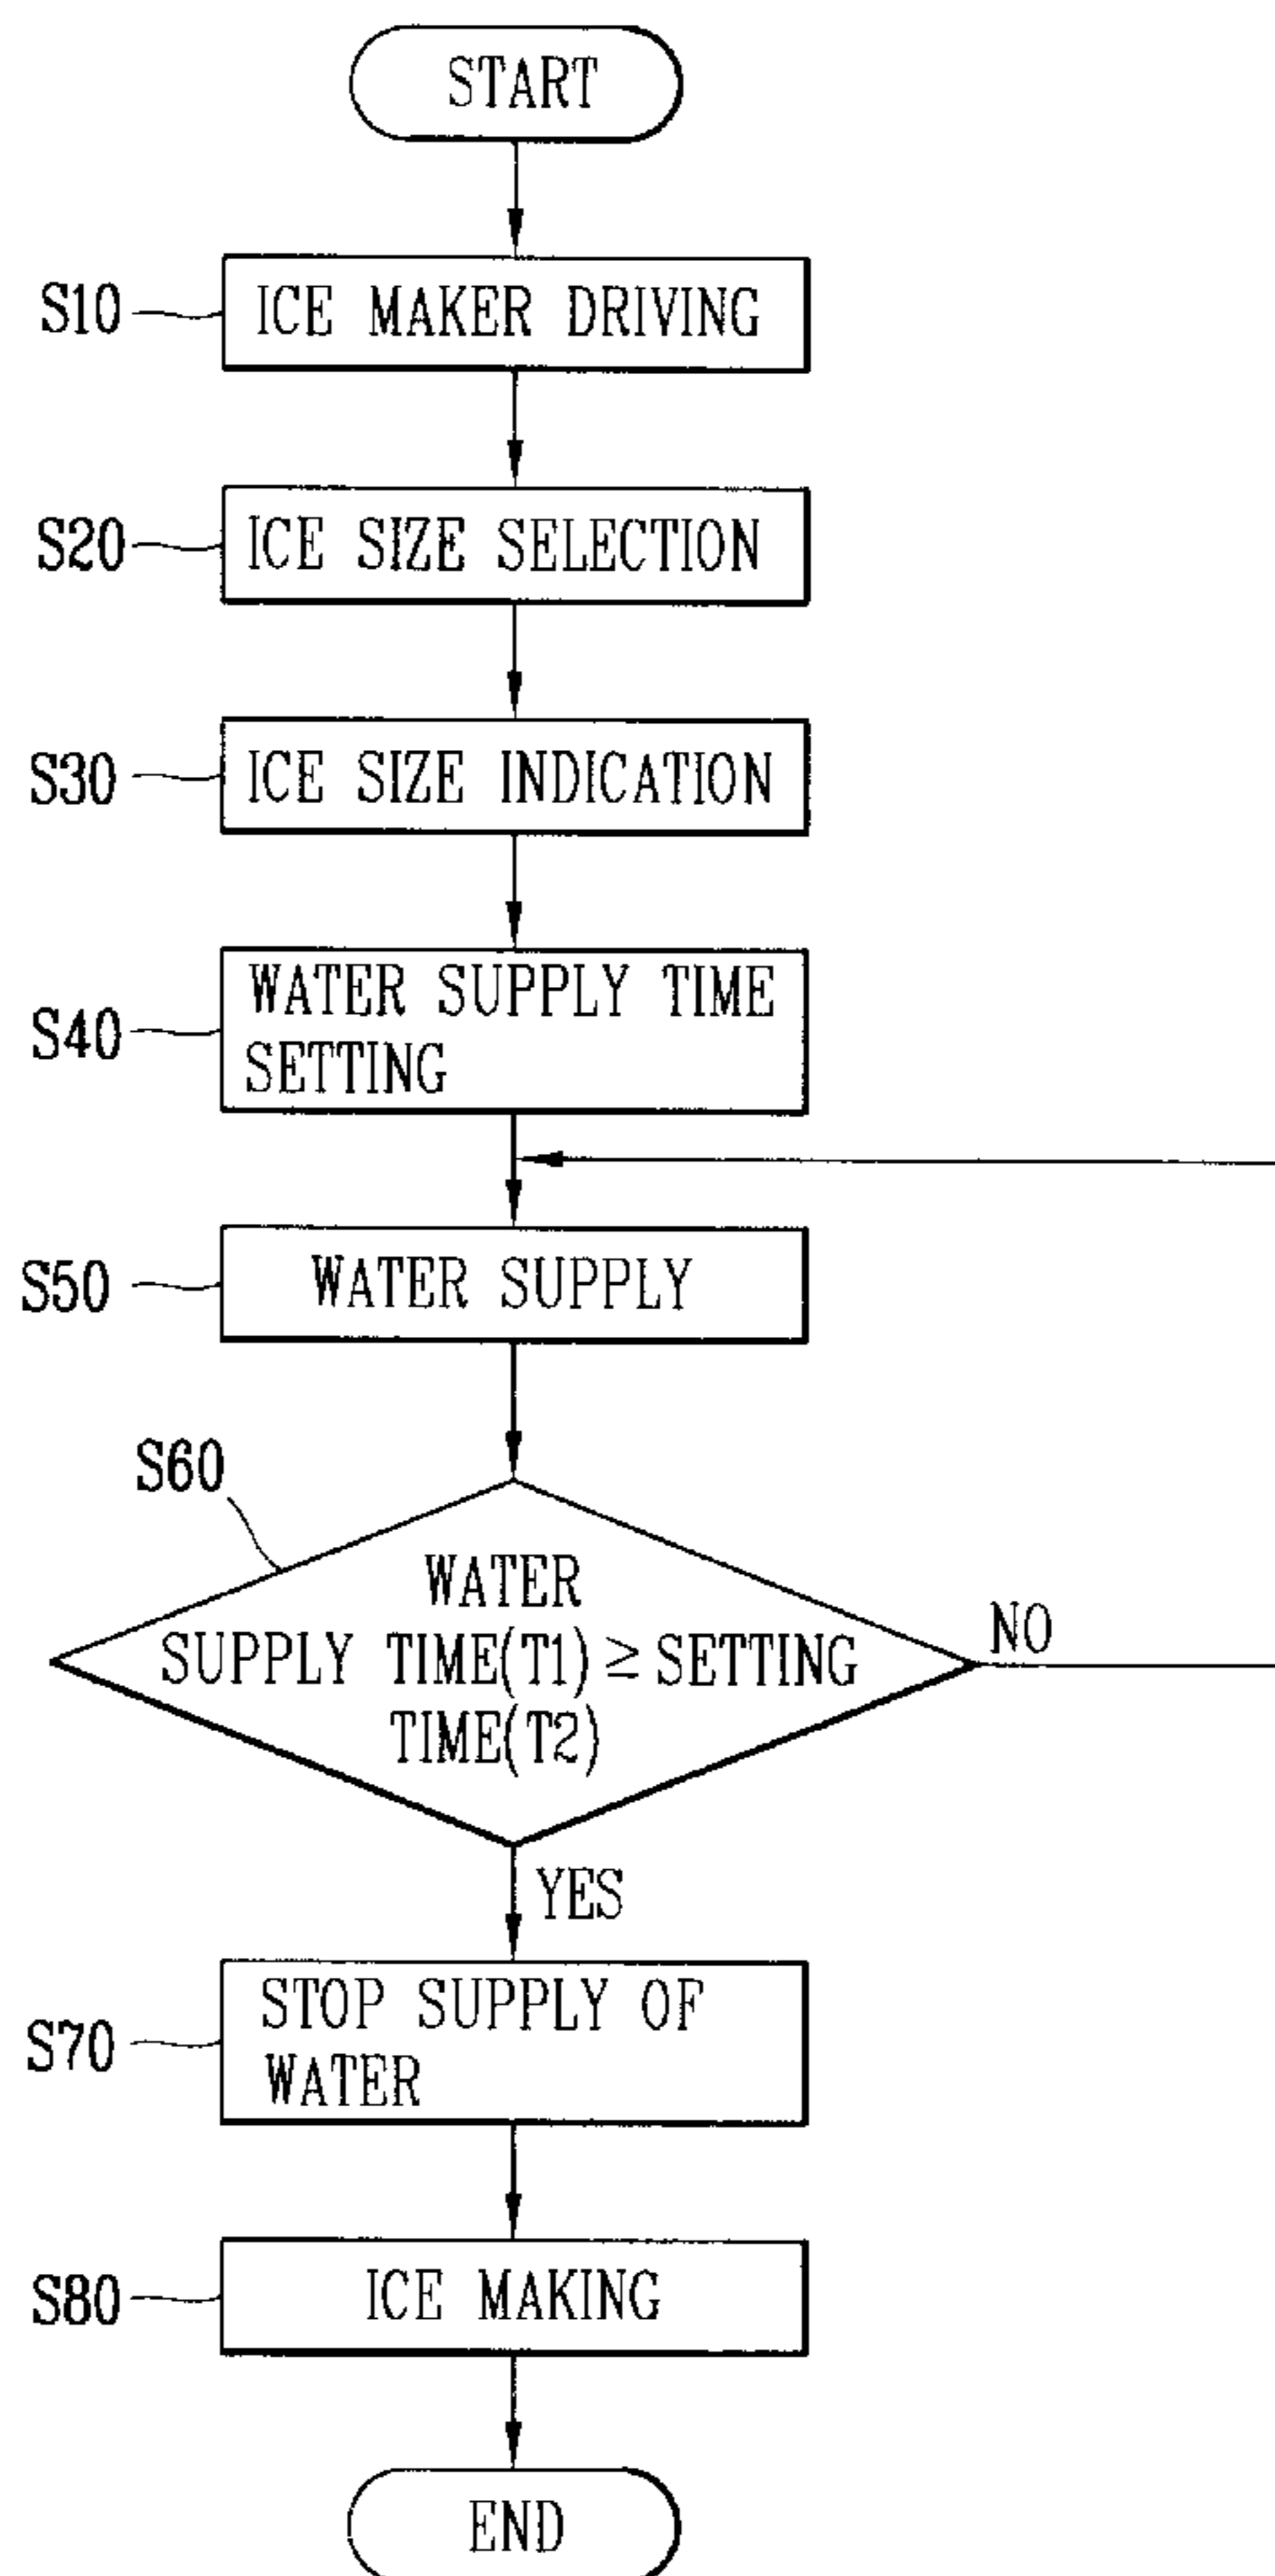 START
S10
ICE MAKER DRIVING
S20
ICE SIZE SELECTION
S30
ICE SIZE INDICATION
S40
WATER SUPPLY TIME
SETTING
S50
WATER SUPPLY
S60
WATER
SUPPLY TIME(T1) ≥ SETTING
TIME(T2)
NO
YES
S70
STOP SUPPLY OF
WATER
S80
ICE MAKING
END